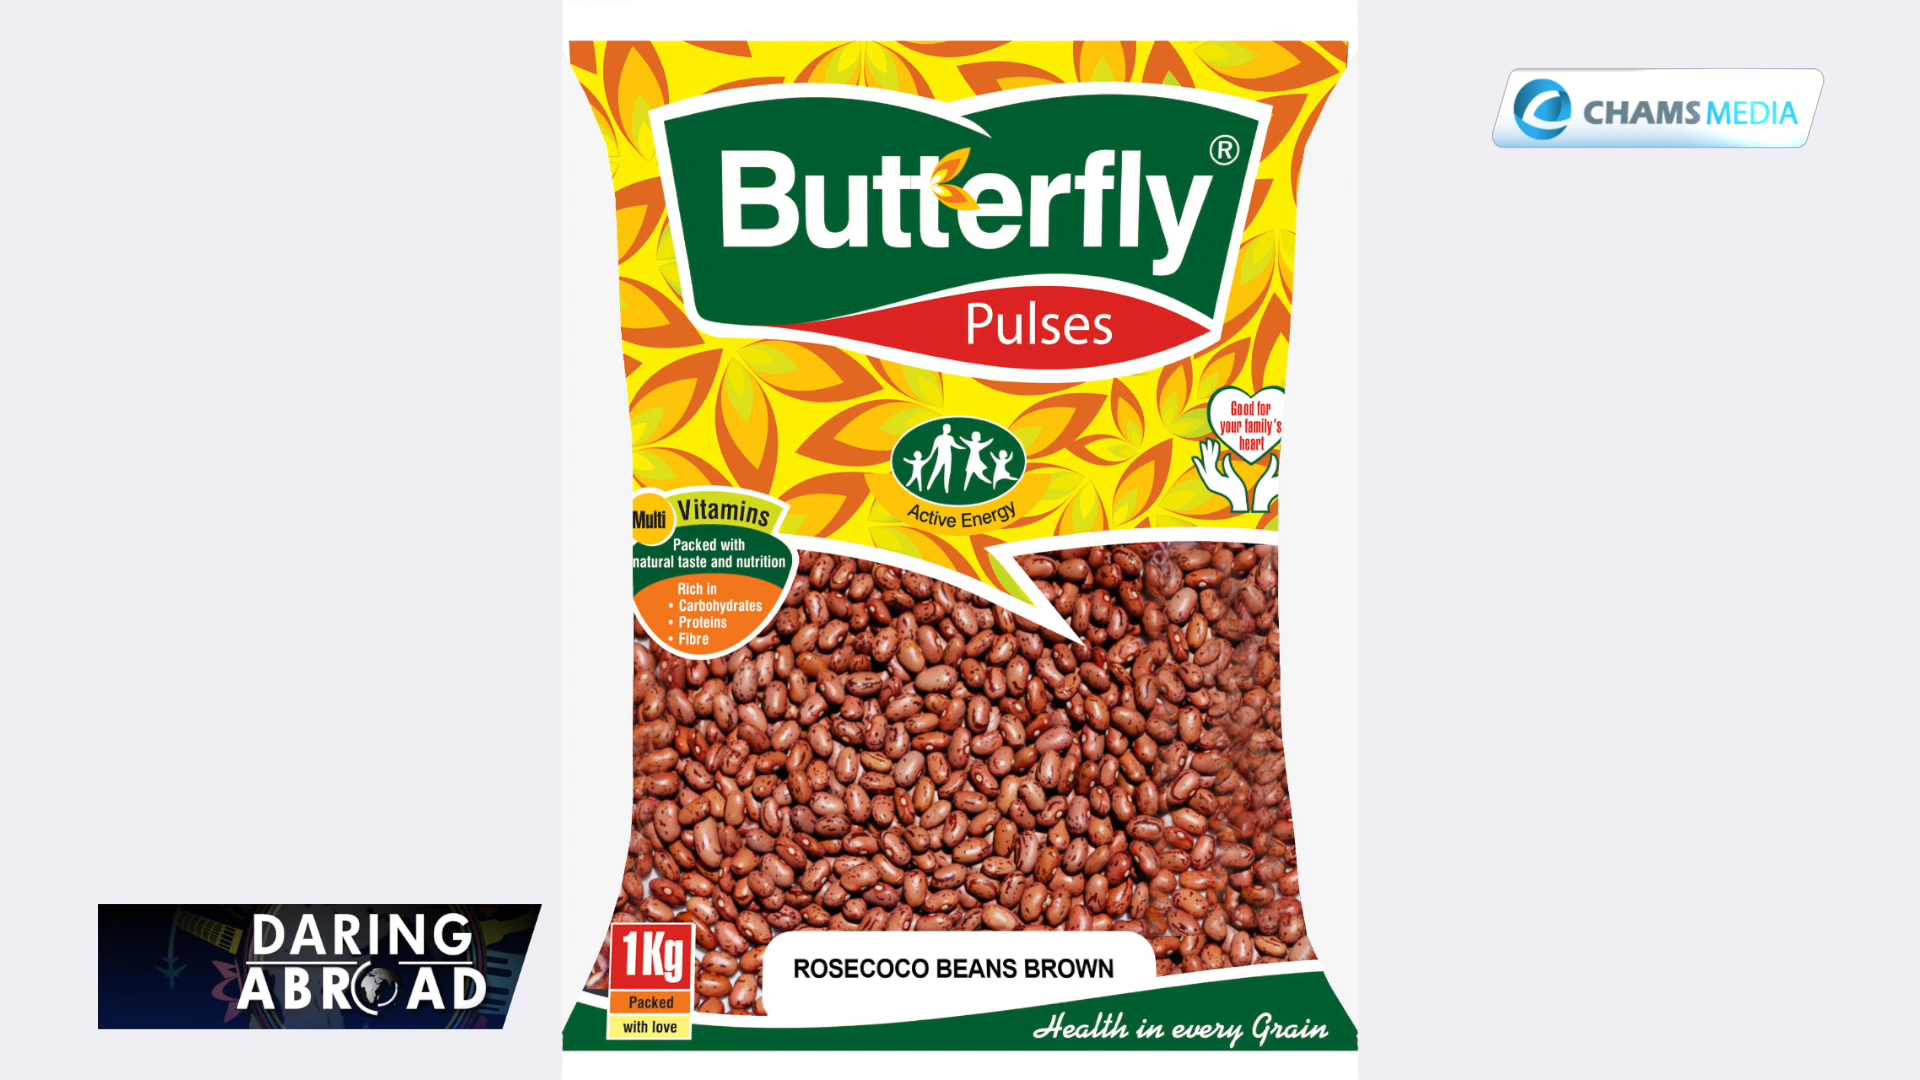 CHAMS MEDIA
Butterfly®
Pulses
Good for
your family's
heart
Active Energy
Multi Vitamins
Packed with
natural taste and nutrition
Rich in
• Carbohydrates
• Proteins
• Fibre
1Kg
Packed
with love
ROSECOCO BEANS BROWN
Health in every Grain
DARING
ABROAD